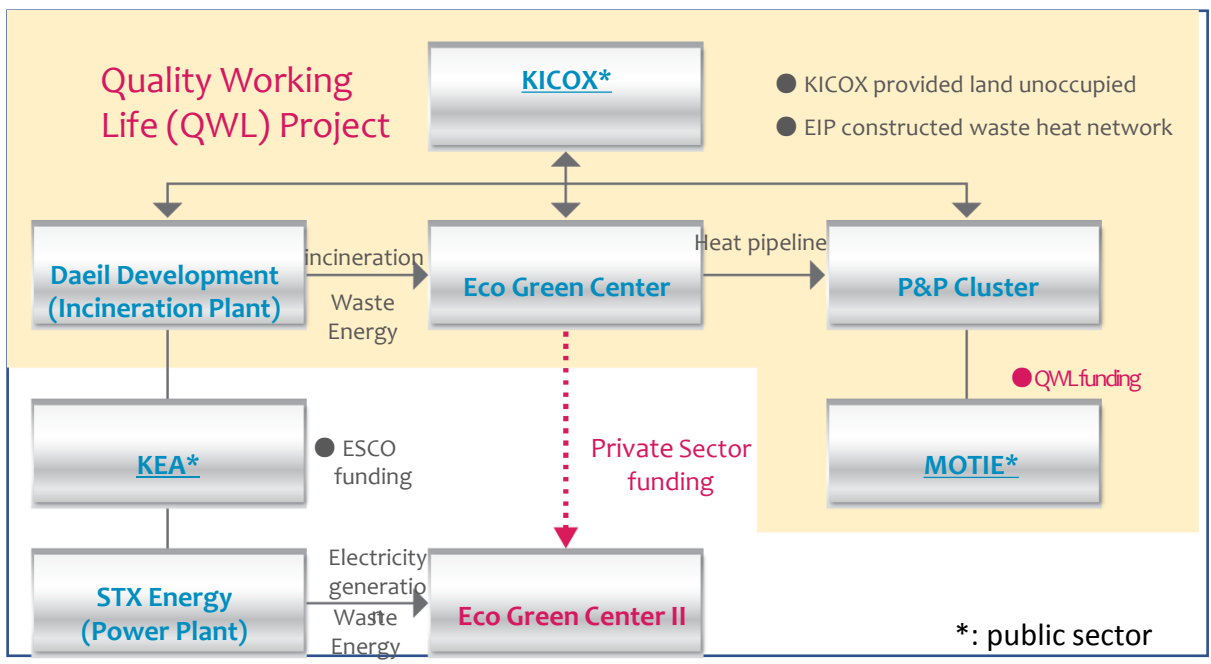 Quality Working
Life (QWL) Project
KICOX*
● KICOX provided land unoccupied
● EIP constructed waste heat network
Daeil Development
(Incineration Plant)
incineration
Waste
Energy
Eco Green Center
Heat pipeline
P&P Cluster
● QWL funding
KEA*
● ESCO
funding
Private Sector
funding
MOTIE*
STX Energy
(Power Plant)
Electricity
generatio
n
Waste
Energy
Eco Green Center II
*: public sector